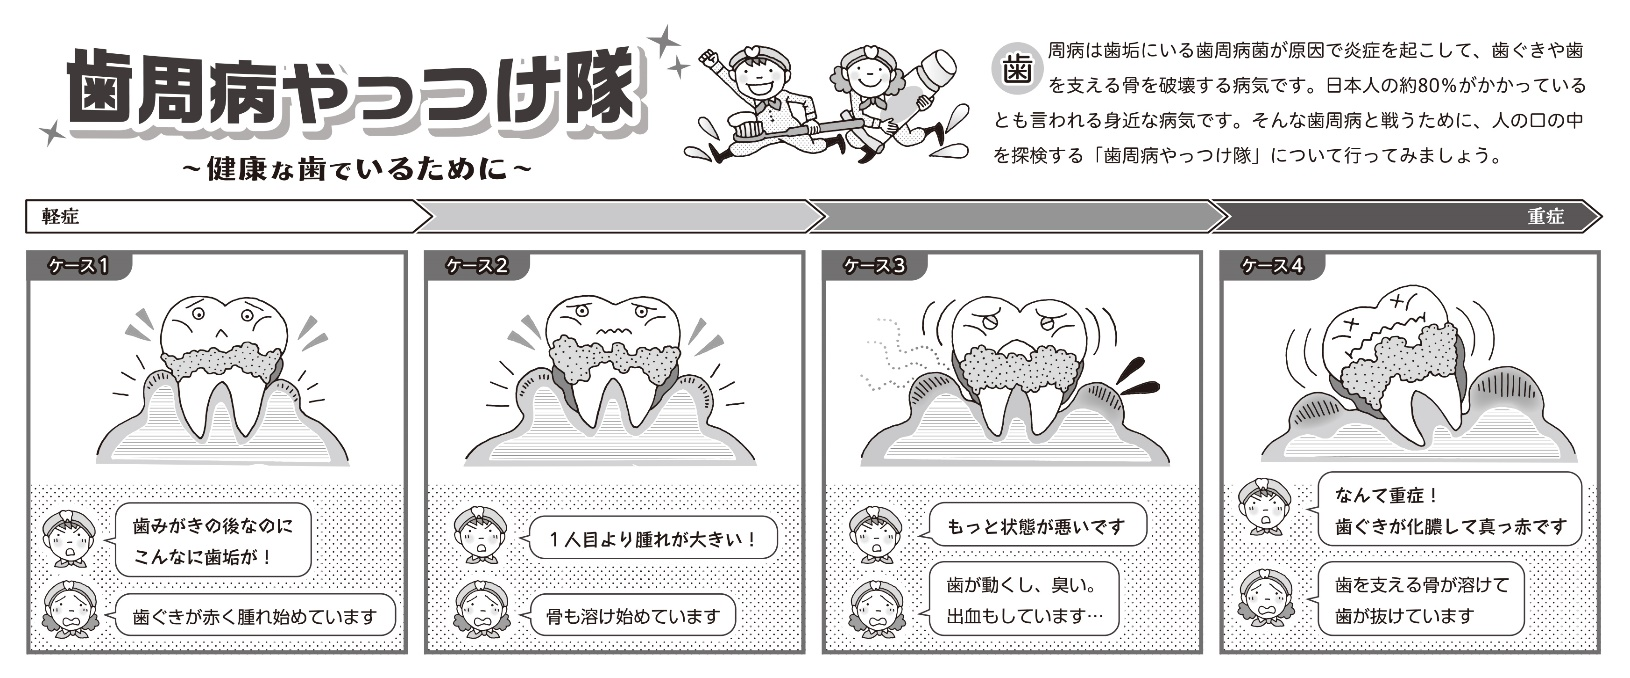 歯周病やっつけ隊
～健康な歯でいるために～
歯周病は歯垢にいる歯周病菌が原因で炎症を起こして、歯ぐきや歯
を支える骨を破壊する病気です。日本人の約80%がかかっている
とも言われる身近な病気です。そんな歯周病と戦うために、人の口の中
を探検する「歯周病やっつけ隊」について行ってみましょう。
軽症
重症
ケース1
歯みがきの後なのに
こんなに歯垢が！
歯ぐきが赤く腫れ始めています
ケース2
1人目より腫れが大きい！
骨も溶け始めています
ケース3
もっと状態が悪いです
歯が動くし、臭い。
出血もしています…
ケース4
なんて重症！
歯ぐきが化膿して真っ赤です
歯を支える骨が溶けて
歯が抜けています